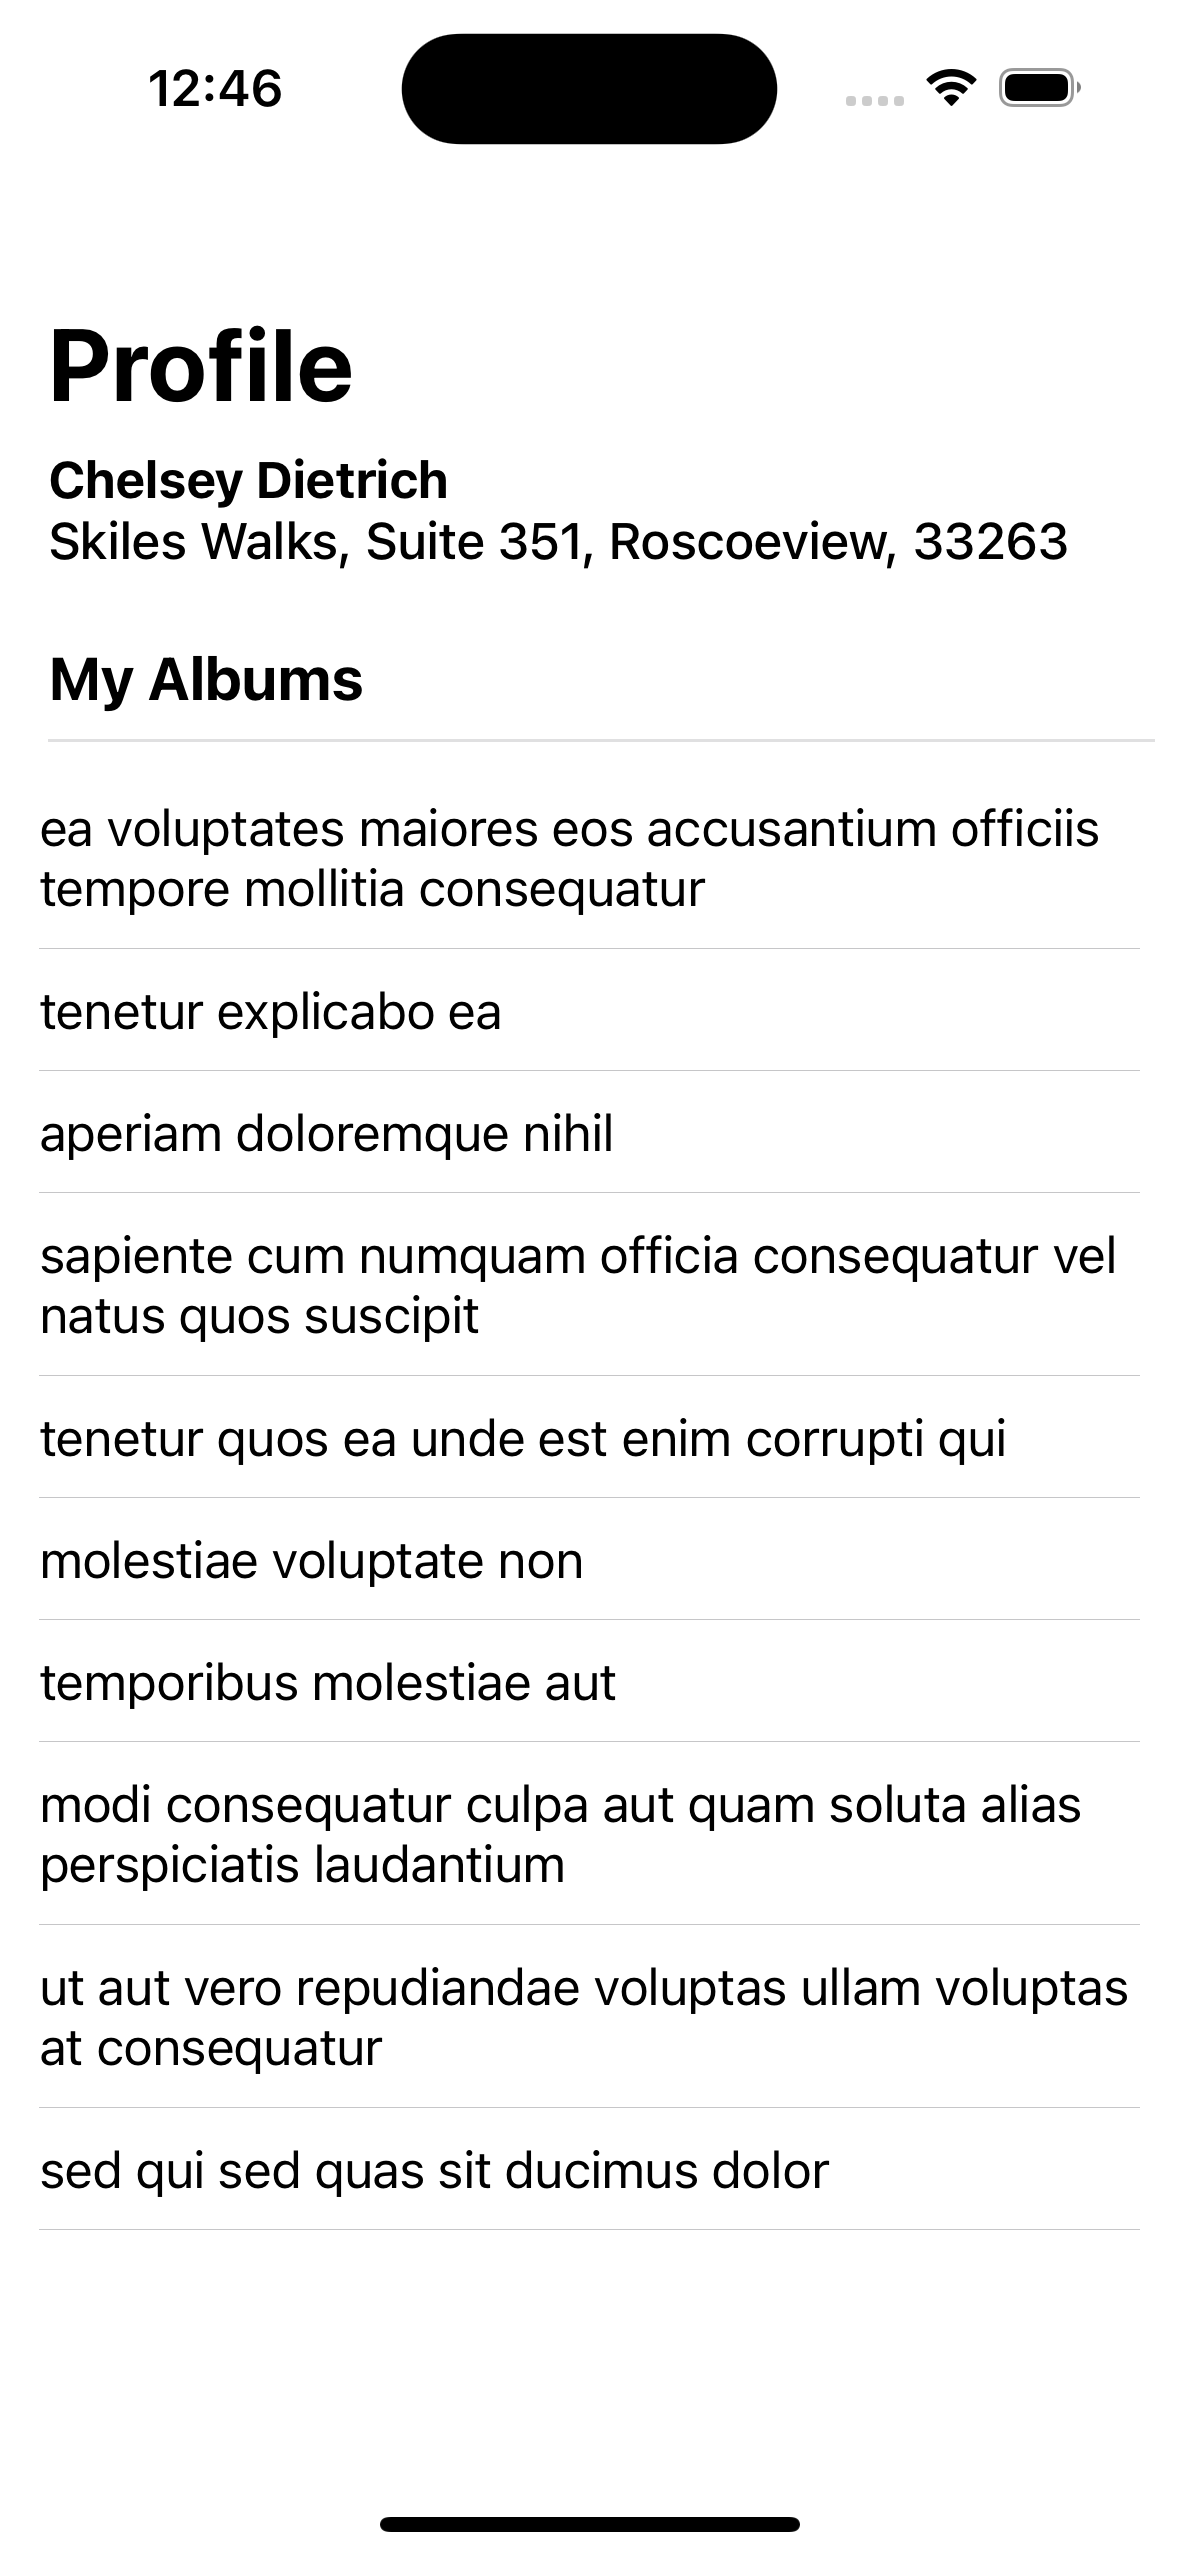 12:46
Profile
Chelsey Dietrich
Skiles Walks, Suite 351, Roscoeview, 33263
My Albums
ea voluptates maiores eos accusantium officiis
tempore mollitia consequatur
tenetur explicabo ea
aperiam doloremque nihil
sapiente cum numquam officia consequatur vel
natus quos suscipit
tenetur quos ea unde est enim corrupti qui
molestiae voluptate non
temporibus molestiae aut
modi consequatur culpa aut quam soluta alias
perspiciatis laudantium
ut aut vero repudiandae voluptas ullam voluptas
at consequatur
sed qui sed quas sit ducimus dolor